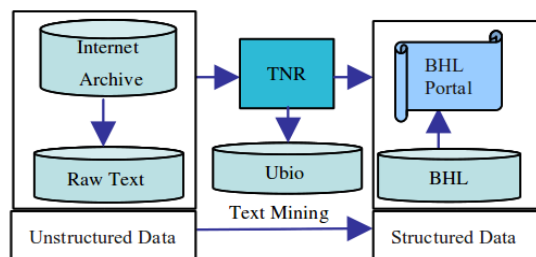 Internet
Archive
Raw Text
Unstructured Data
TNR
Ubio
Text Mining
BHL
Portal
BHL
Structured Data